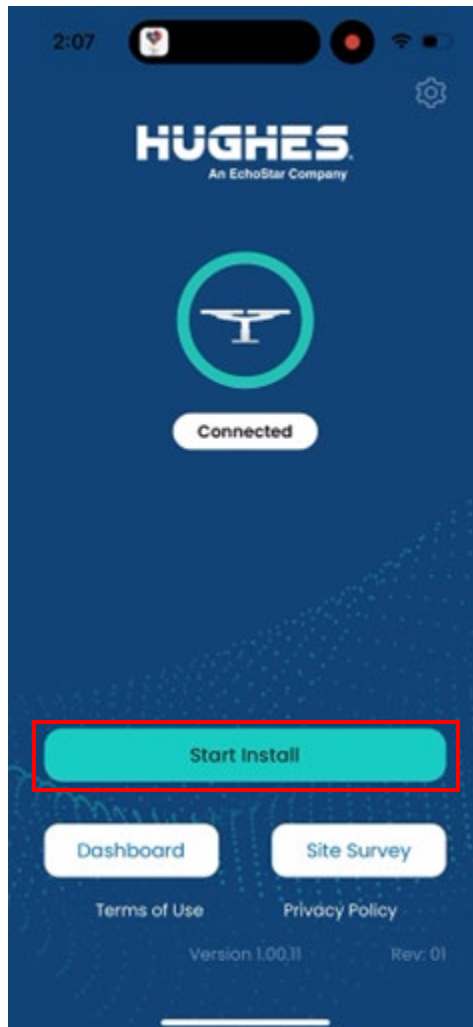 2:07
HUGHES.
An EchoStar Company
Connected
Start Install
Dashboard
Site Survey
Terms of Use
Privacy Policy
Version 1.00.11
Rev: 01